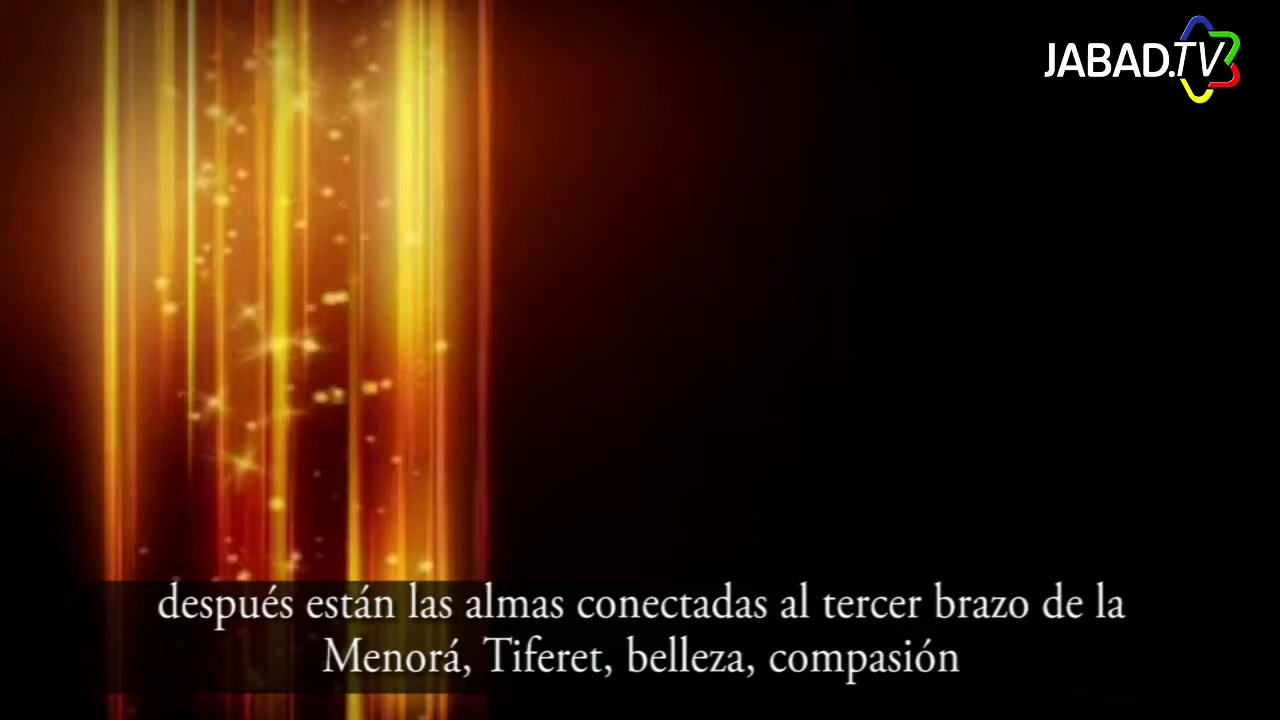 JABAD.TV
después están las almas conectadas al tercer brazo de la
Menorá, Tiferet, belleza, compasión